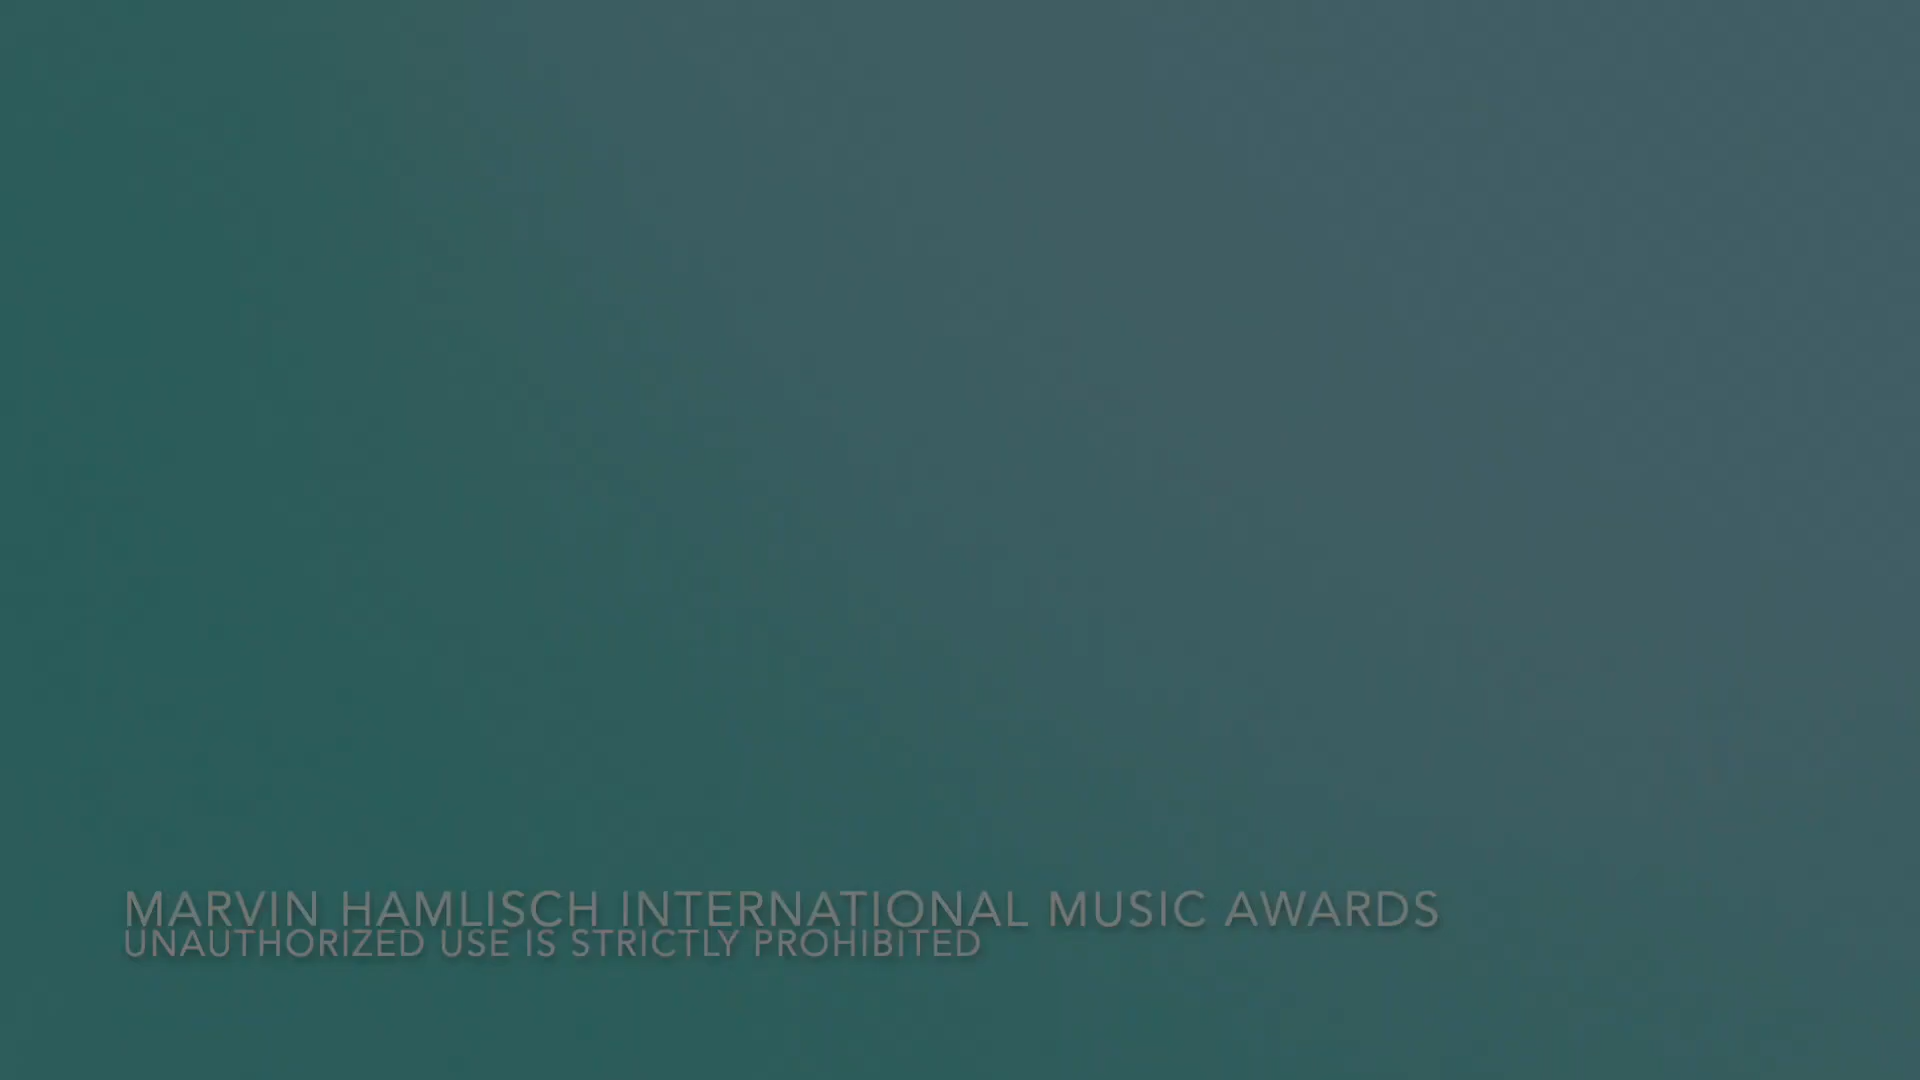 MARVIN HAMLISCH INTERNATIONAL MUSIC AWARDS
UNAUTHORIZED USE IS STRICTLY PROHIBITED